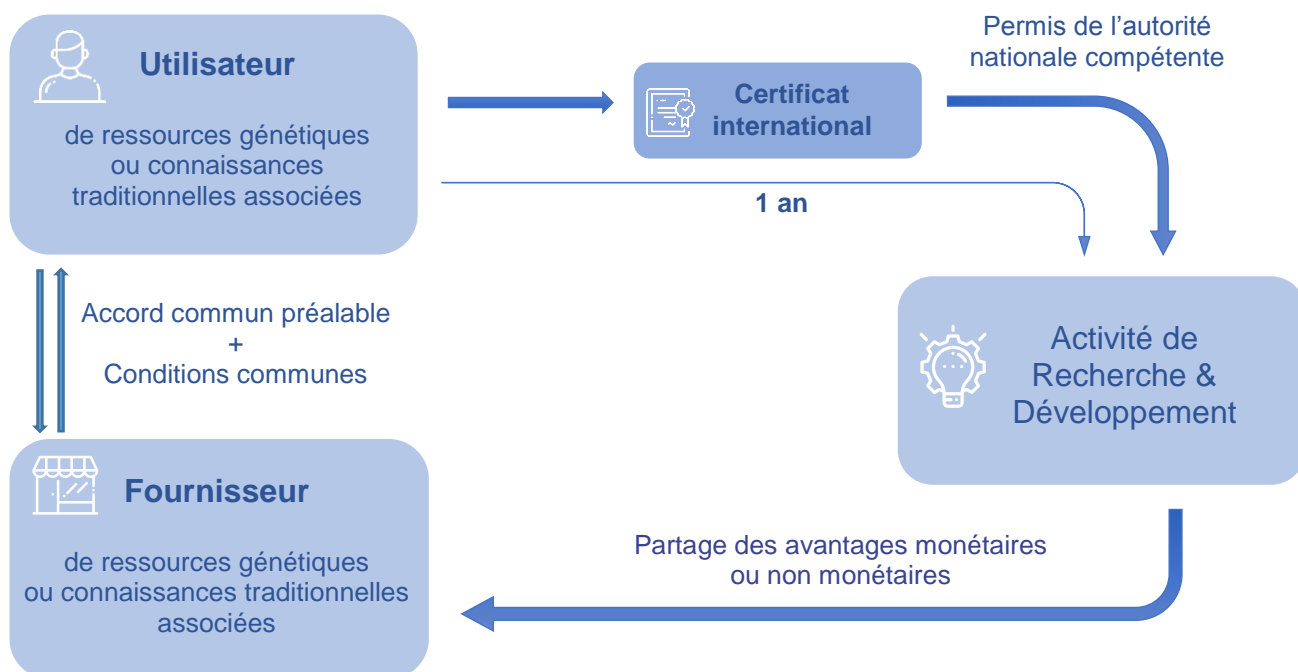 Utilisateur
de ressources génétiques
ou connaissances
traditionnelles associées
Certificat
international
Permis de l’autorité
nationale compétente
1 an
Accord commun préalable
+
Conditions communes
Activité de
Recherche &
Développement
Fournisseur
de ressources génétiques
ou connaissances traditionnelles
associées
Partage des avantages monétaires
ou non monétaires